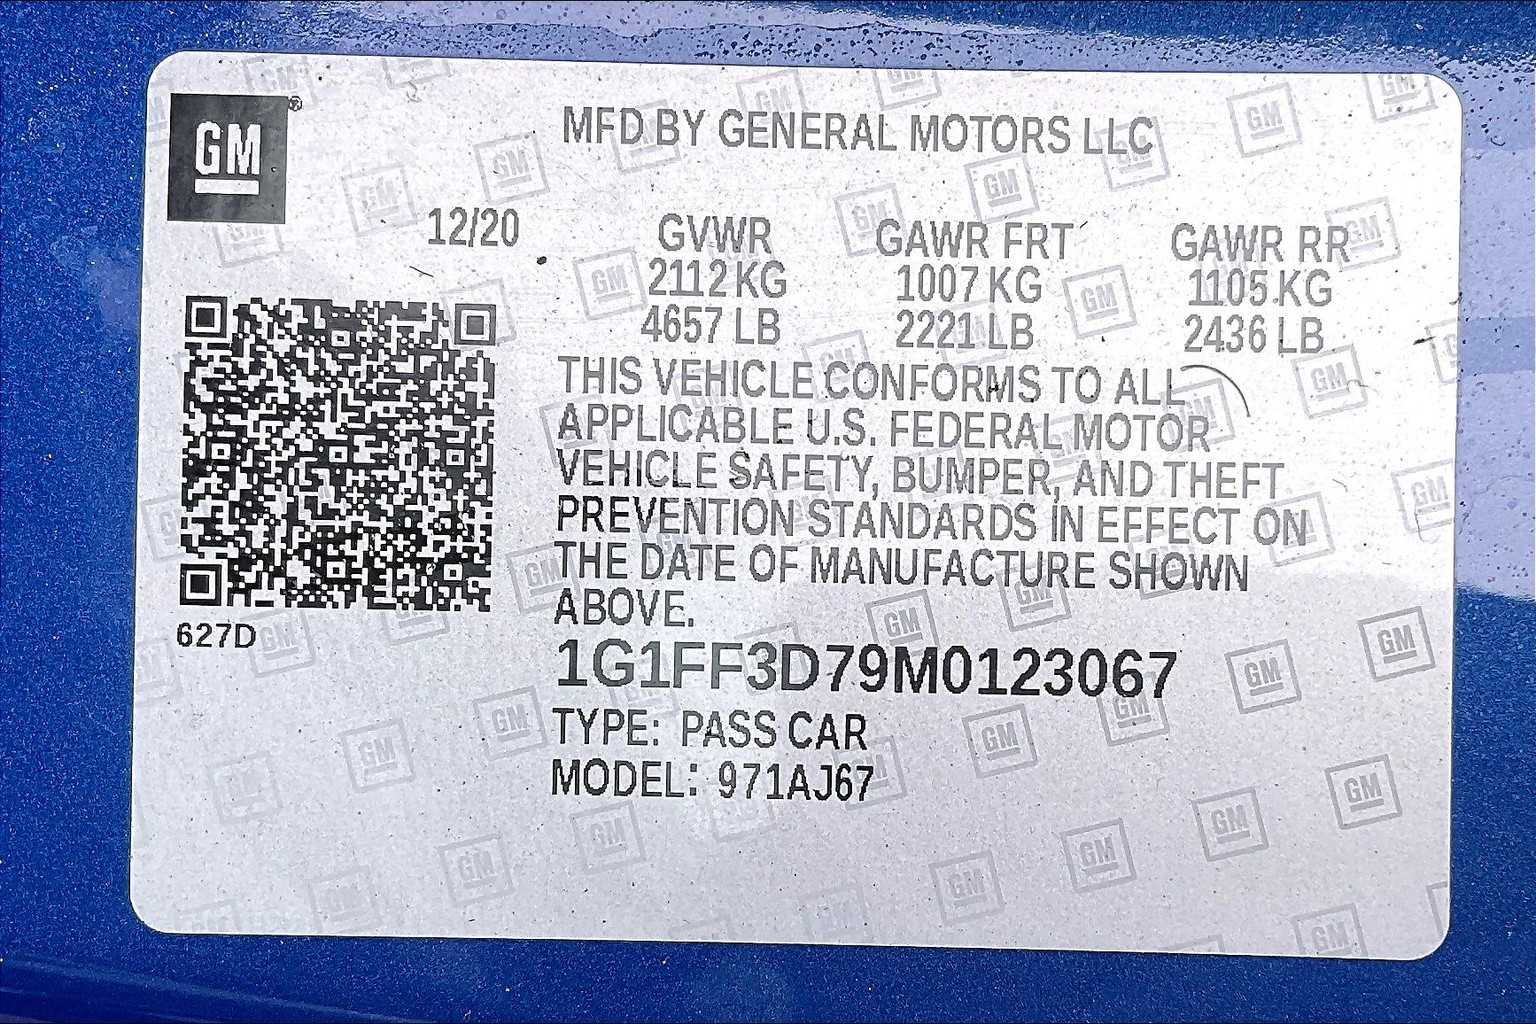 GM ®
MFD BY GENERAL MOTORS LLC
12/20
GVWR GAWR FRT GAWR RR
2112 KG 1007 KG 1105 KG
4657 LB 2221 LB 2436 LB
THIS VEHICLE CONFORMS TO ALL
APPLICABLE U.S. FEDERAL MOTOR
VEHICLE SAFETY, BUMPER, AND THEFT
PREVENTION STANDARDS IN EFFECT ON
THE DATE OF MANUFACTURE SHOWN
ABOVE.
627D
1G1FF3D79M0123067
TYPE: PASS CAR
MODEL: 971AJ67